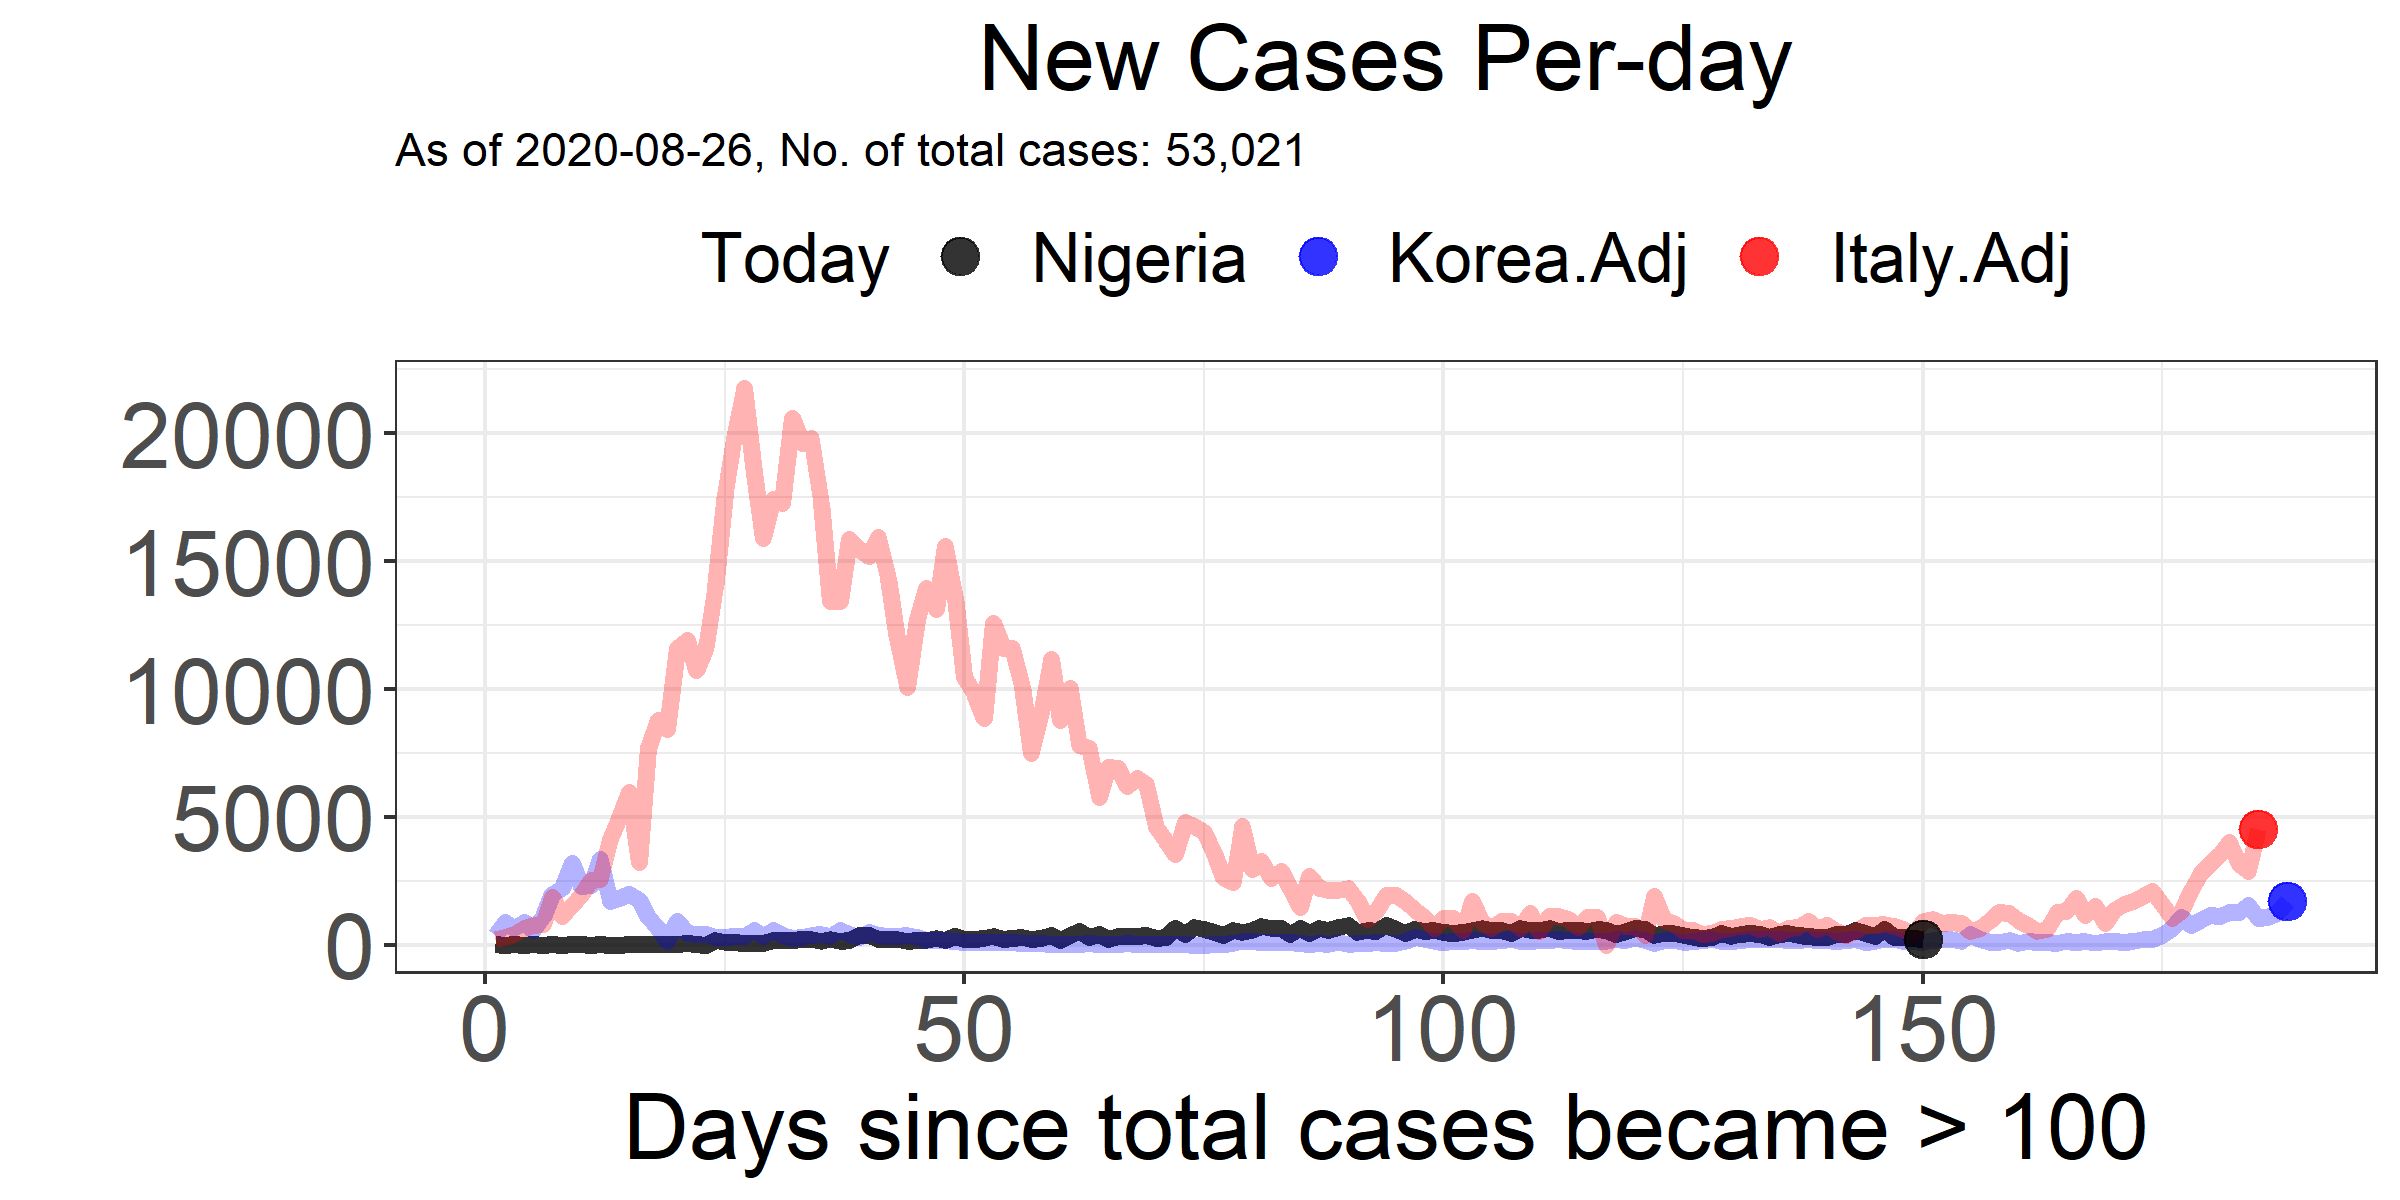 New Cases Per-day
As of 2020-08-26, No. of total cases: 53,021
Today Nigeria Korea.Adj Italy.Adj
20000
15000
10000
5000
0
0 50 100 150
Days since total cases became > 100